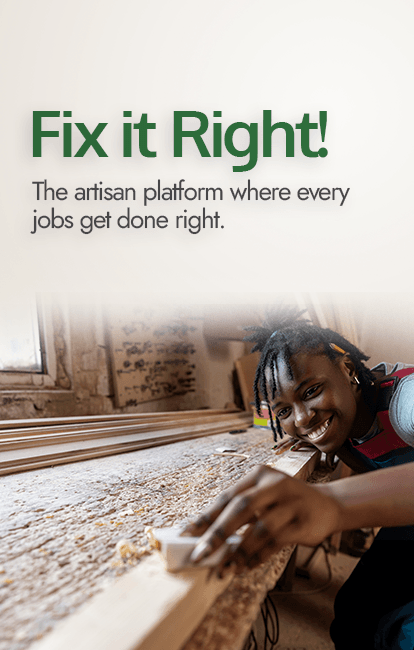 Fix it Right!
The artisan platform where every
jobs get done right.